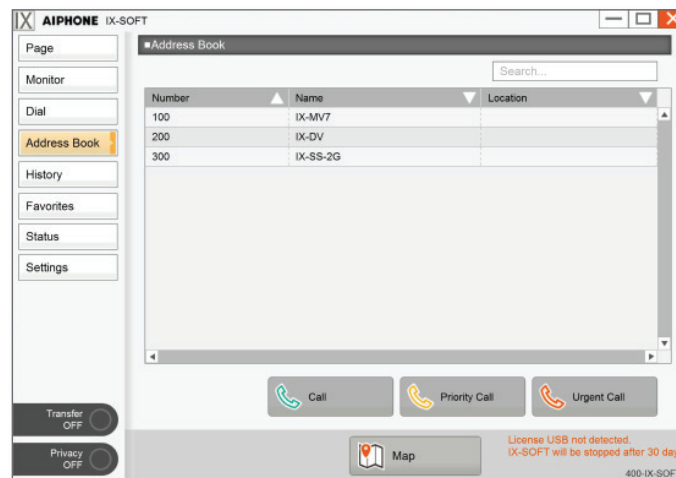 IX AIPHONE IX-SOFT
Page
Monitor
Dial
Address Book
History
Favorites
Status
Settings
Transfer
OFF
Privacy
OFF
■Address Book
Search...
Number Name Location
100 IX-MV7
200 IX-DV
300 IX-SS-2G
Call Priority Call Urgent Call
Map
License USB not detected.
IX-SOFT will be stopped after 30 day
400-IX-SOF